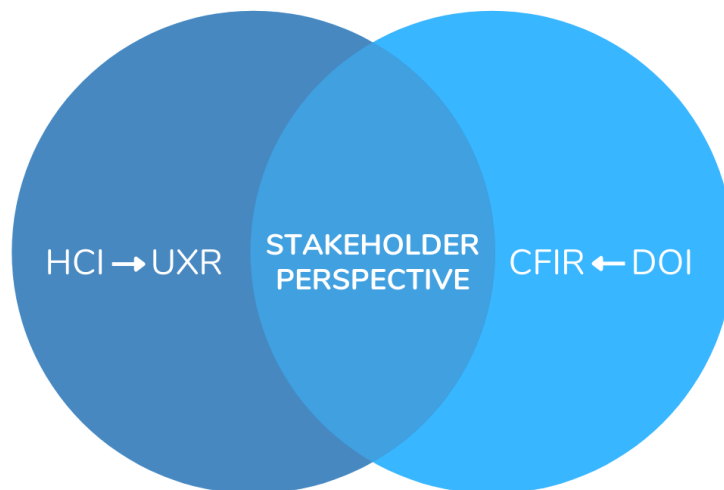 HCI → UXR
STAKEHOLDER
PERSPECTIVE
CFIR ← DOI